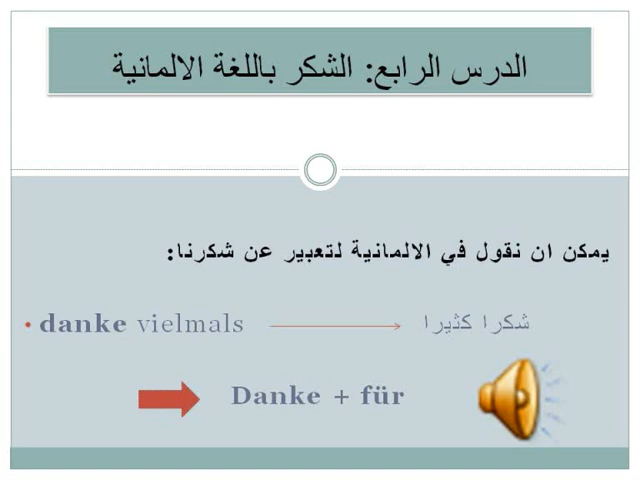 الدرس الرابع: الشكر باللغة الالمانية
يمكن ان نقول في الالمانية لتعبير عن شكرنا:
• danke vielmals شكرا كثيرا
Danke + für